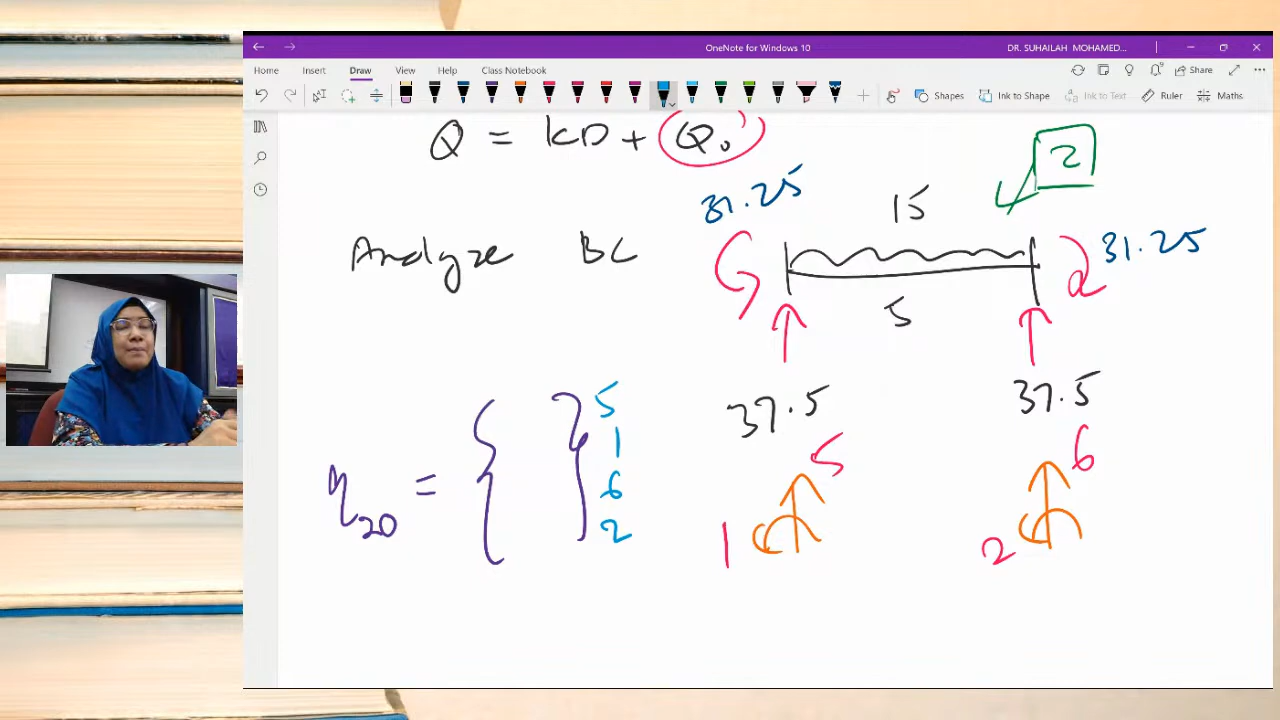 OneNote for Windows 10
DR. SUHAILAH MOHAMED...
Home Insert Draw View Help Class Notebook
Share
Shapes Ink to Shape Ink to Text Ruler Maths
Q = KD + Q₀
2
31.25 15
Analyze BC
31.25
5
37.5 37.5
5
1
6
2
q₂₀ = { }
5
6
1
2